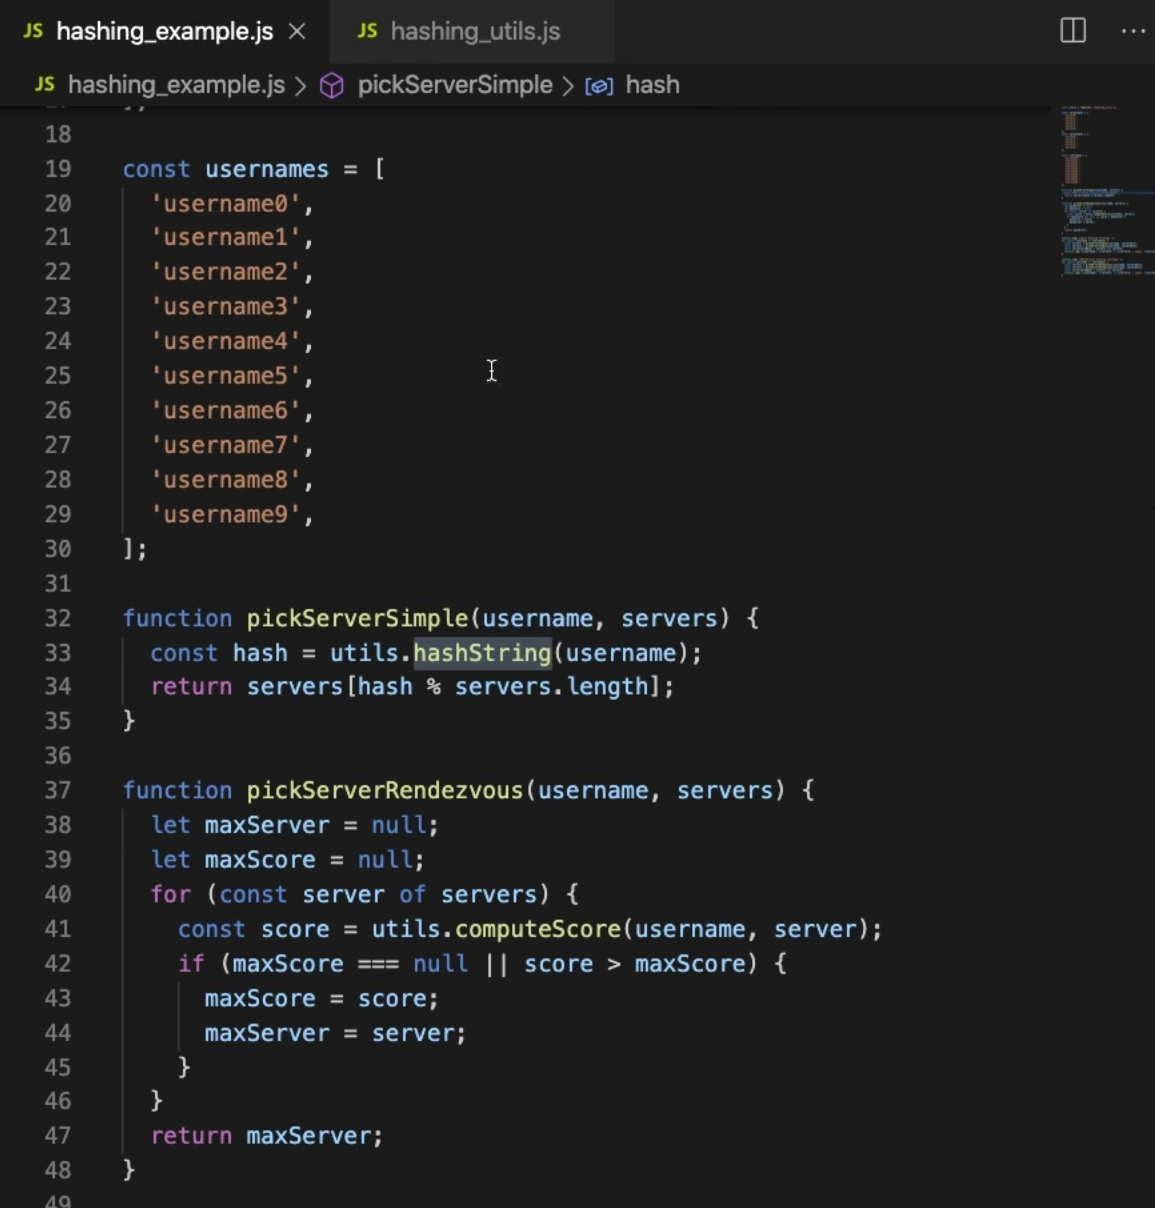 JS hashing_example.js ×
JS hashing_utils.js
JS hashing_example.js > pickServerSimple > hash
18
19 const usernames = [
20 'username0',
21 'username1',
22 'username2',
23 'username3',
24 'username4',
25 'username5',
26 'username6',
27 'username7',
28 'username8',
29 'username9',
30 ];
31
32 function pickServerSimple(username, servers) {
33 const hash = utils.hashString(username);
34 return servers[hash % servers.length];
35 }
36
37 function pickServerRendezvous(username, servers) {
38 let maxServer = null;
39 let maxScore = null;
40 for (const server of servers) {
41 const score = utils.computeScore(username, server);
42 if (maxScore === null || score > maxScore) {
43 maxScore = score;
44 maxServer = server;
45 }
46 }
47 return maxServer;
48 }
49